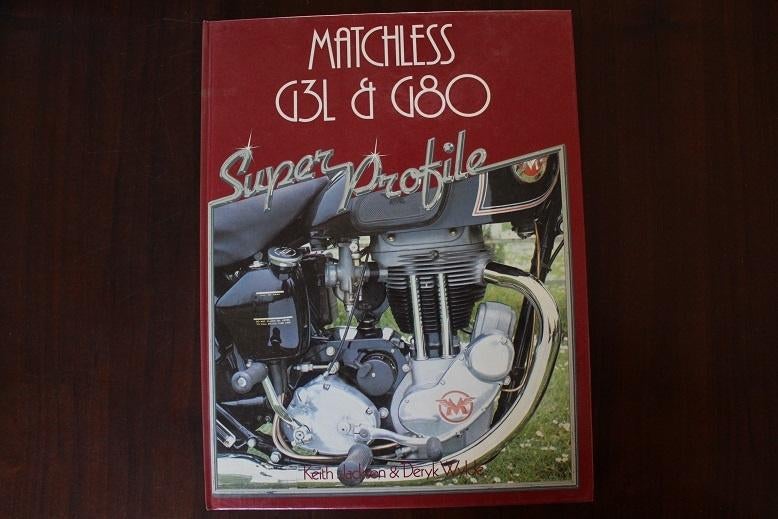 MATCHLESS
G3L & G80
Super Profile
M
Keith Jackson & Deryk Wylde